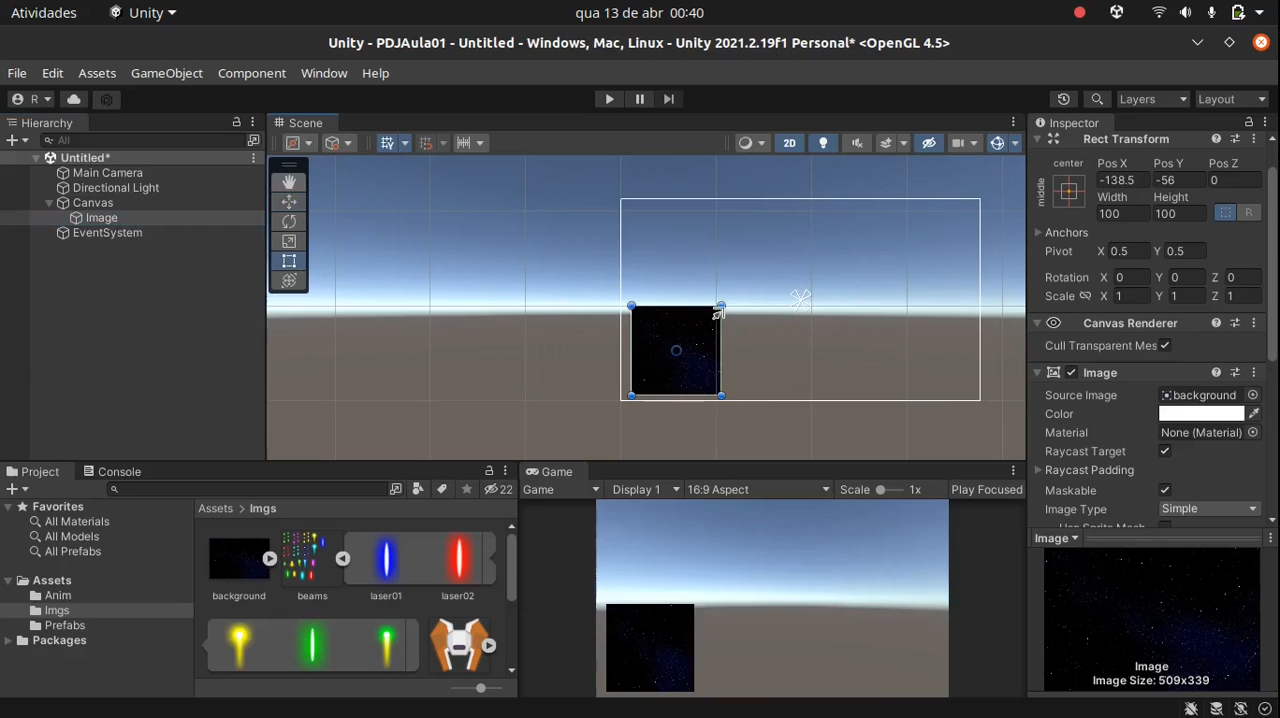 Atividades Unity qua 13 de abr 00:40
Unity - PDJAula01 - Untitled - Windows, Mac, Linux - Unity 2021.2.19f1 Personal* <OpenGL 4.5>
File Edit Assets GameObject Component Window Help
R Layers Layout
Hierarchy
All
Untitled*
Main Camera
Directional Light
Canvas
Image
EventSystem
Scene
2D
Inspector
Rect Transform
center Pos X Pos Y Pos Z
middle -138.5 -56 0
Width Height
100 100 R
Anchors
Pivot X 0.5 Y 0.5
Rotation X 0 Y 0 Z 0
Scale X 1 Y 1 Z 1
Canvas Renderer
Cull Transparent Mes
Image
Source Image background
Color
Material None (Material)
Raycast Target
Raycast Padding
Maskable
Image Type Simple
Image
Image
Image Size: 509x339
Project Console
22
Favorites
All Materials
All Models
All Prefabs
Assets
Anim
Imgs
Prefabs
Packages
Assets > Imgs
background beams laser01 laser02
Game
Game Display 1 16:9 Aspect Scale 1x Play Focused